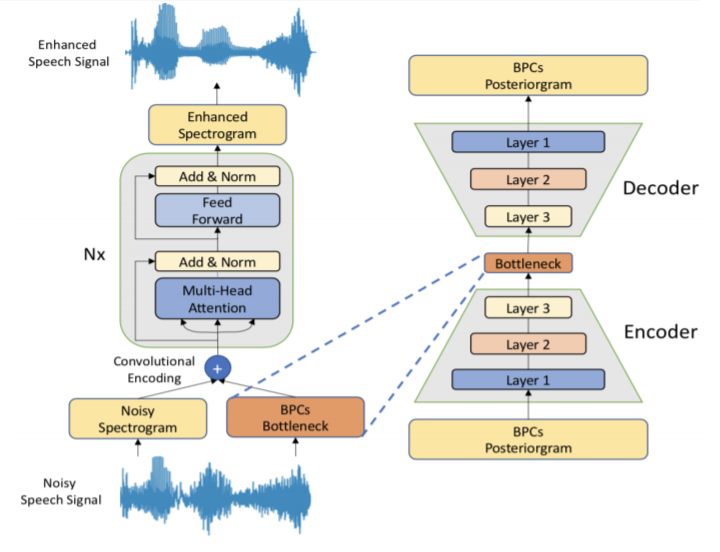 Enhanced
Speech Signal
Enhanced
Spectrogram
Nx
Add & Norm
Feed
Forward
Add & Norm
Multi-Head
Attention
Convolutional
Encoding
+
Noisy
Spectrogram
BPCs
Bottleneck
Noisy
Speech Signal
BPCs
Posteriorgram
Layer 1
Layer 2
Layer 3
Decoder
Bottleneck
Layer 3
Layer 2
Layer 1
Encoder
BPCs
Posteriorgram